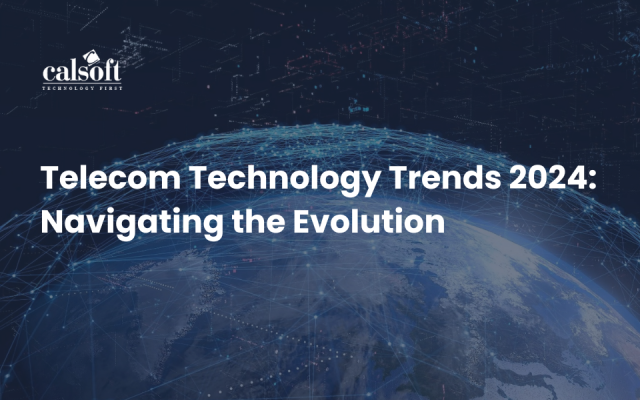 calsoft
TECHNOLOGY FIRST
Telecom Technology Trends 2024:
Navigating the Evolution